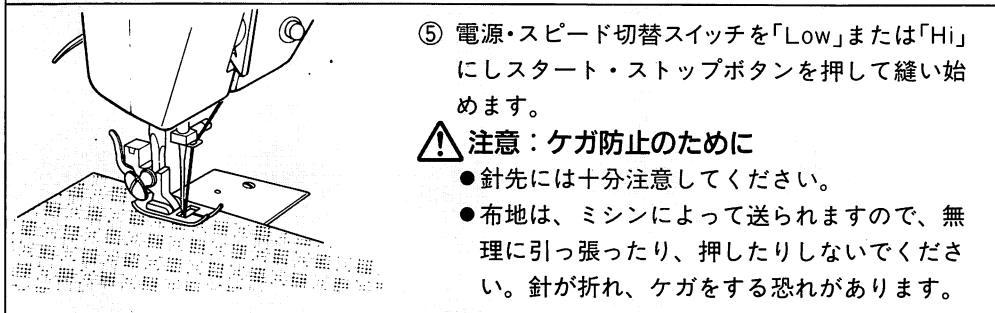 ⑤ 電源・スピード切替スイッチを「Low」または「Hi」
にしスタート・ストップボタンを押して縫い始
めます。
⚠ 注意：ケガ防止のために
●針先には十分注意してください。
●布地は、ミシンによって送られますので、無
理に引っ張ったり、押したりしないでくださ
い。針が折れ、ケガをする恐れがあります。